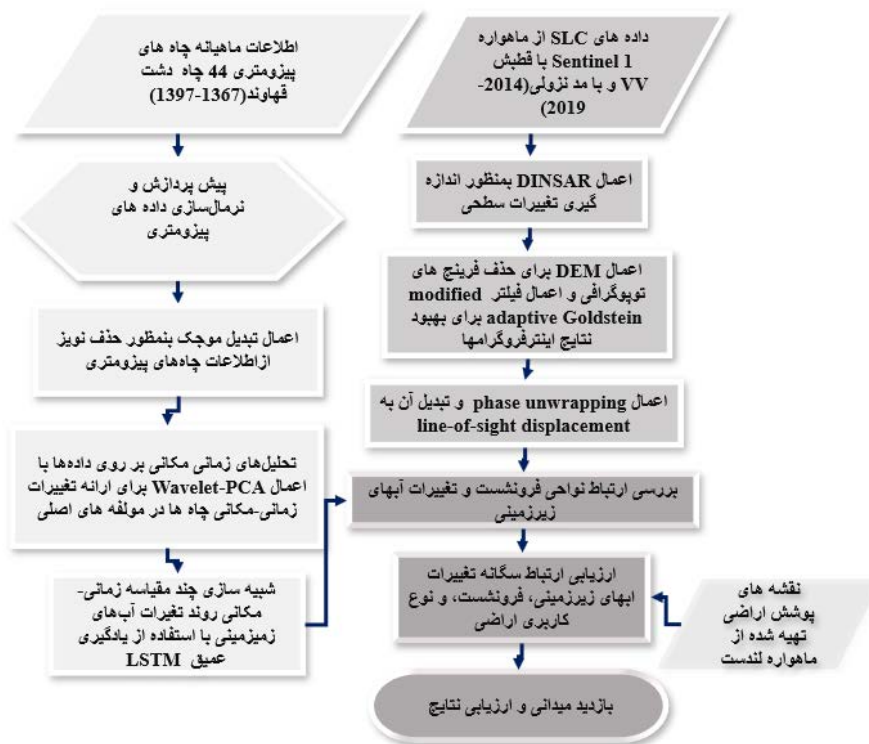 اطلاعات ماهیانه چاه های
پیزومتری 44 چاه دشت
قهاوند(1367-1397)
پیش پردازش و
نرمال‌سازی داده های
پیزومتری
اعمال تبدیل موجک بنمظور حذف نویز
ازاطلاعات چاه‌های پیزومتری
تحلیل‌های زمانی مکانی بر روی داده‌ها با
اعمال Wavelet-PCA برای ارائه تغییرات
زمانی-مکانی چاه ها در مولفه های اصلی
شبیه سازی چند مقیاسه زمانی-
مکانی روند تغیرات آب‌های
زمیزمینی با استفاده از یادگیری
عمیق LSTM
داده های SLC از ماهواره
Sentinel 1 با قطبش
VV و با مد نزولی(2014-
2019)
اعمال DINSAR بمنظور اندازه
گیری تغییرات سطحی
اعمال DEM برای حذف فرینج های
توپوگرافی و اعمال فیلتر modified
adaptive Goldstein برای بهبود
نتایج اینترفروگرامها
اعمال phase unwrapping و تبدیل آن به
line-of-sight displacement
بررسی ارتباط نواحی فرونشست و تغییرات آبهای
زیرزمینی
ارزیابی ارتباط سگانه تغییرات
ابهای زیرزمینی، فرونشست، و نوع
کاربری اراضی
نقشه های
پوشش اراضی
تهیه شده از
ماهواره لندست
بازدید میدانی و ارزیابی نتایج